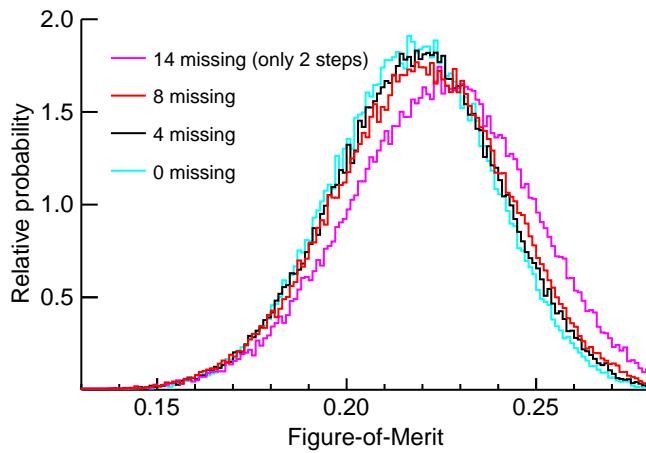 2.0
14 missing (only 2 steps)
8 missing
1.5
4 missing
0 missing
1.0
0.5
Relative probability
0.15
0.20
0.25
Figure-of-Merit